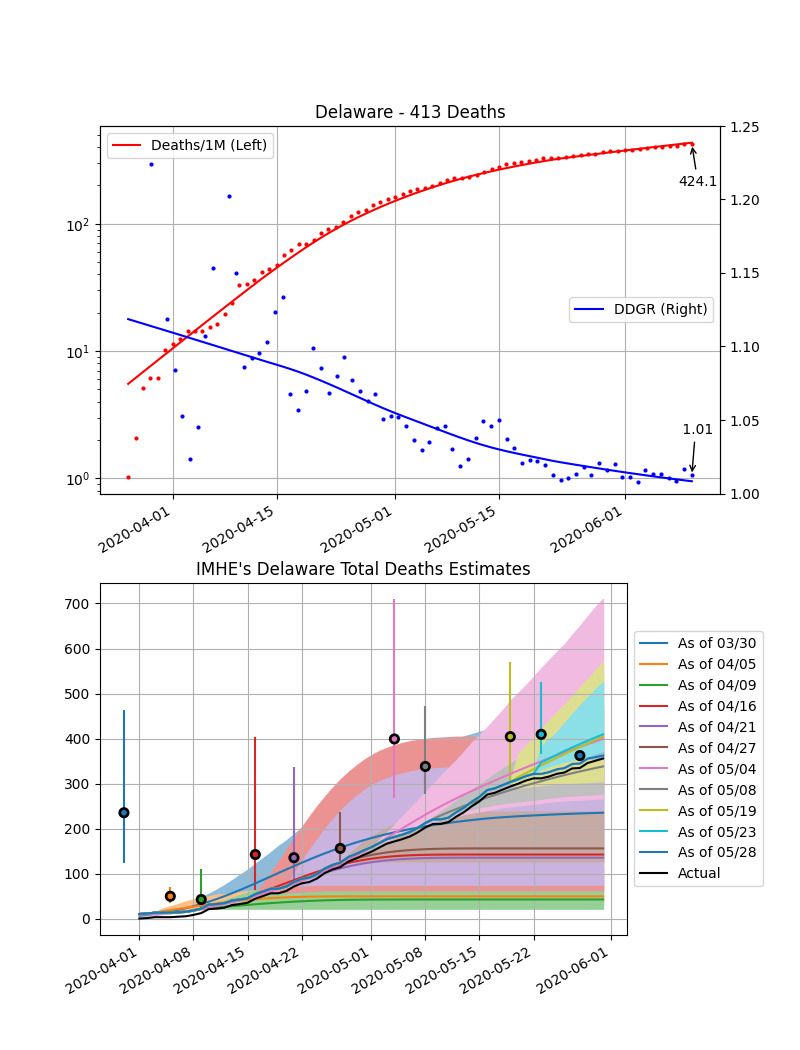 Delaware - 413 Deaths
Deaths/1M (Left)
DDGR (Right)
424.1
1.01
10²
10¹
10⁰
1.25
1.20
1.15
1.10
1.05
1.00
2020-04-01
2020-04-15
2020-05-01
2020-05-15
2020-06-01
IMHE's Delaware Total Deaths Estimates
700
600
500
400
300
200
100
0
2020-04-01
2020-04-08
2020-04-15
2020-04-22
2020-05-01
2020-05-08
2020-05-15
2020-05-22
2020-06-01
As of 03/30
As of 04/05
As of 04/09
As of 04/16
As of 04/21
As of 04/27
As of 05/04
As of 05/08
As of 05/19
As of 05/23
As of 05/28
Actual